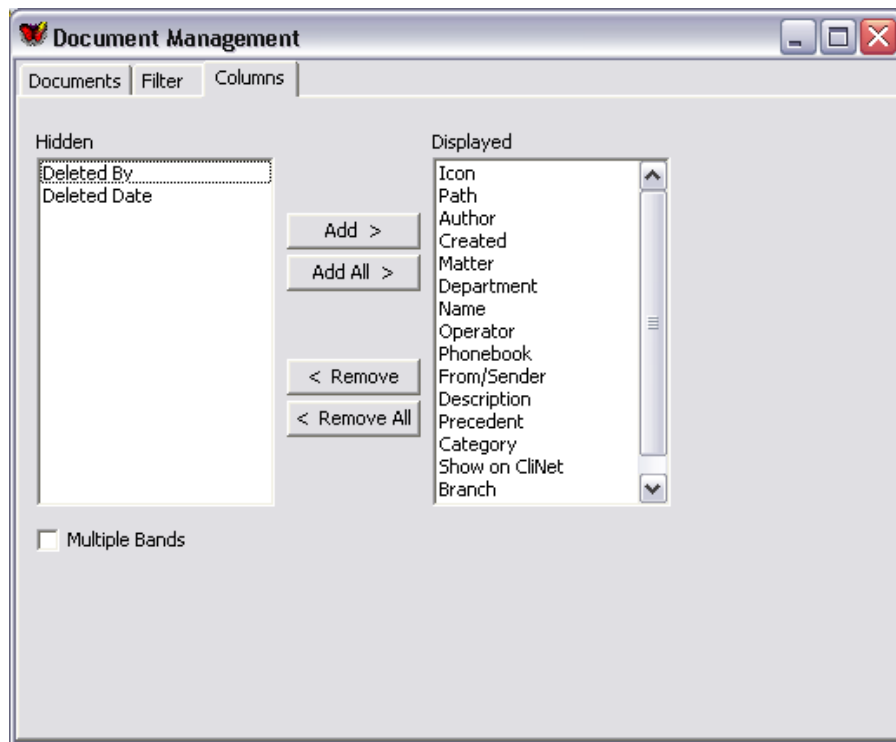 Document Management
Documents Filter Columns
Hidden
Deleted By
Deleted Date
Add >
Add All >
< Remove
< Remove All
Displayed
Icon
Path
Author
Created
Matter
Department
Name
Operator
Phonebook
From/Sender
Description
Precedent
Category
Show on CliNet
Branch
Multiple Bands